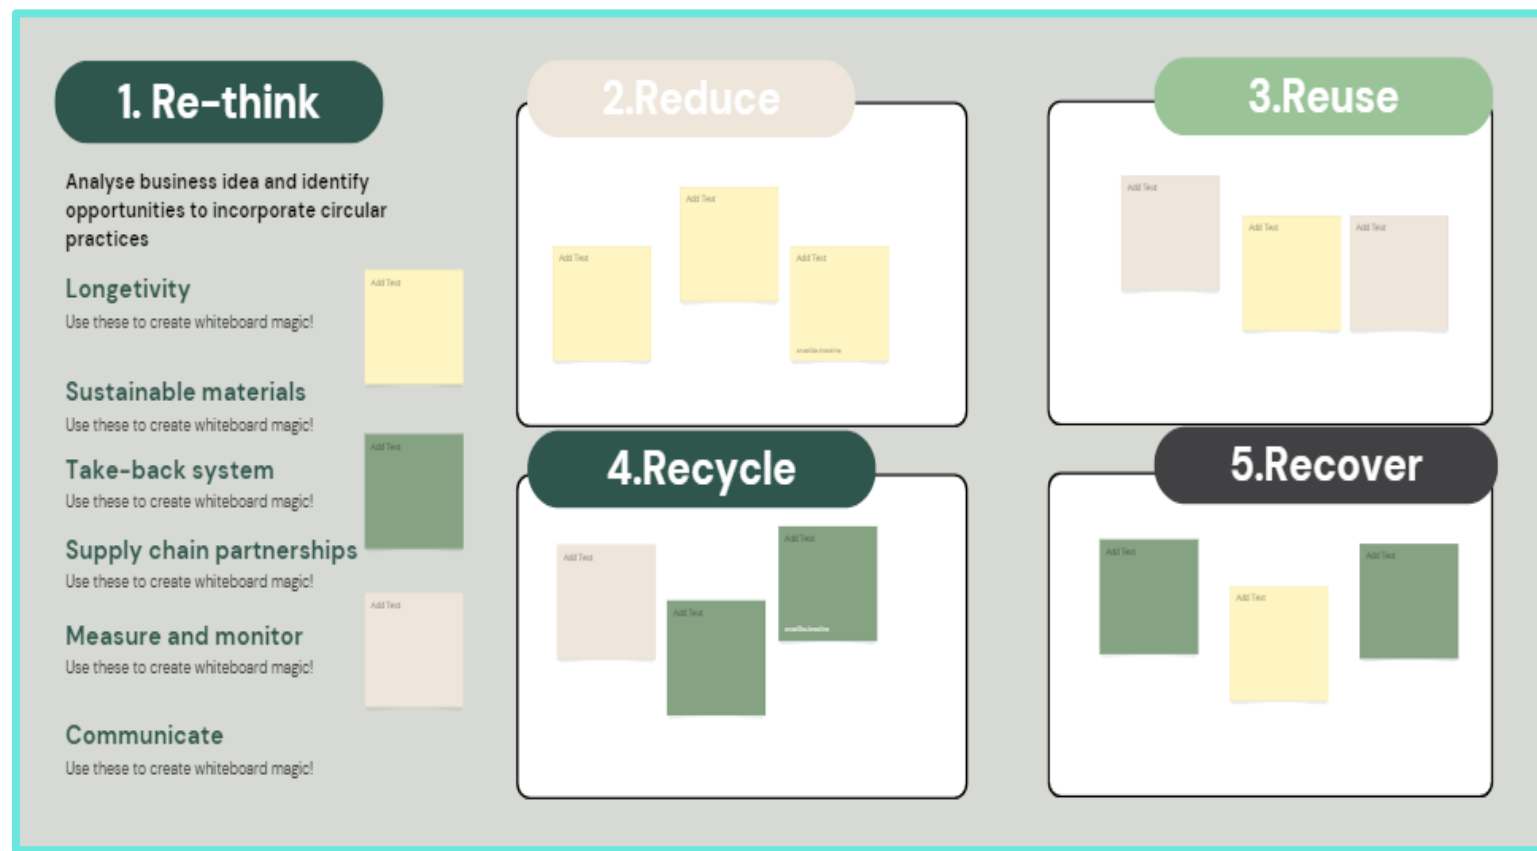 1. Re-think
Analyse business idea and identify
opportunities to incorporate circular
practices
Longetivity
Use these to create whiteboard magic!
Add Text
Sustainable materials
Use these to create whiteboard magic!
Add Text
Take-back system
Use these to create whiteboard magic!
Supply chain partnerships
Use these to create whiteboard magic!
Add Text
Measure and monitor
Use these to create whiteboard magic!
Communicate
Use these to create whiteboard magic!
2.Reduce
Add Text
Add Text
Add Text
3.Reuse
Add Text
Add Text
Add Text
4.Recycle
Add Text
Add Text
Add Text
5.Recover
Add Text
Add Text
Add Text